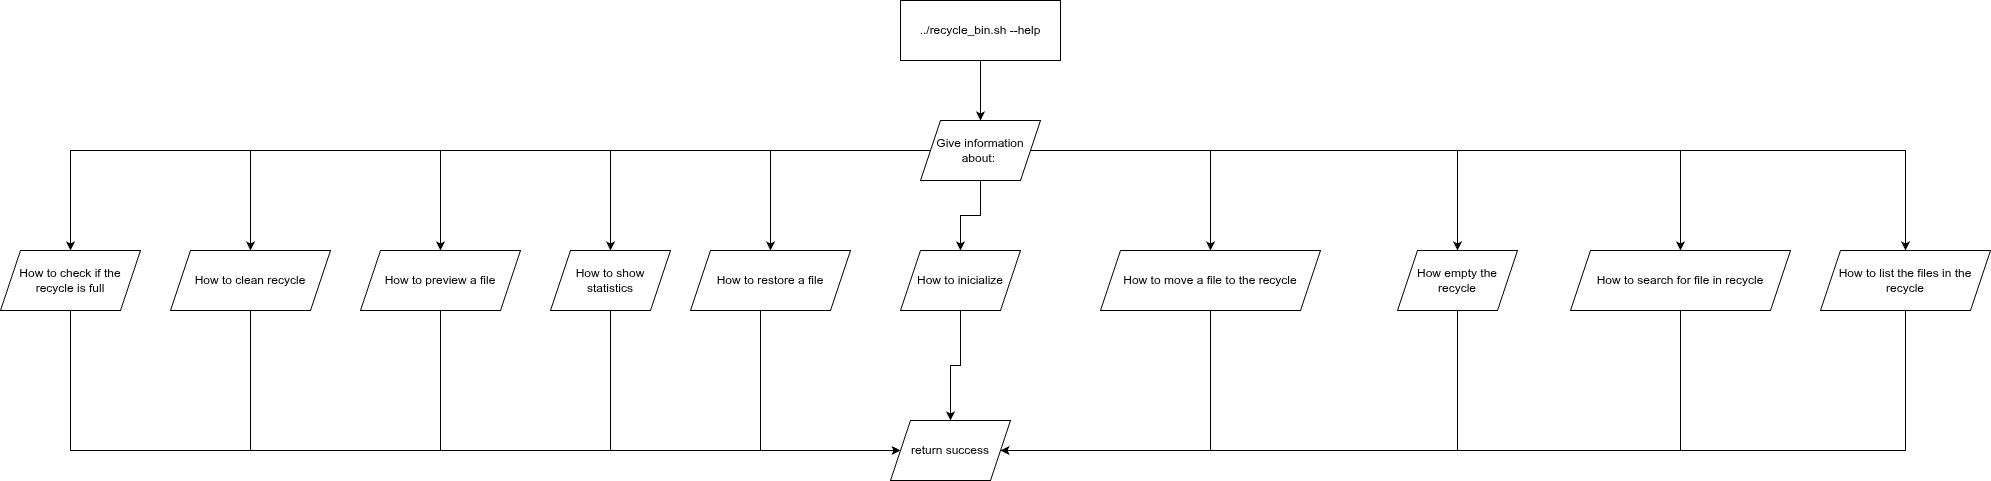 ../recycle_bin.sh --help
Give information
about:
How to check if the
recycle is full
How to clean recycle
How to preview a file
How to show
statistics
How to restore a file
How to inicialize
How to move a file to the recycle
How empty the
recycle
How to search for file in recycle
How to list the files in the
recycle
return success